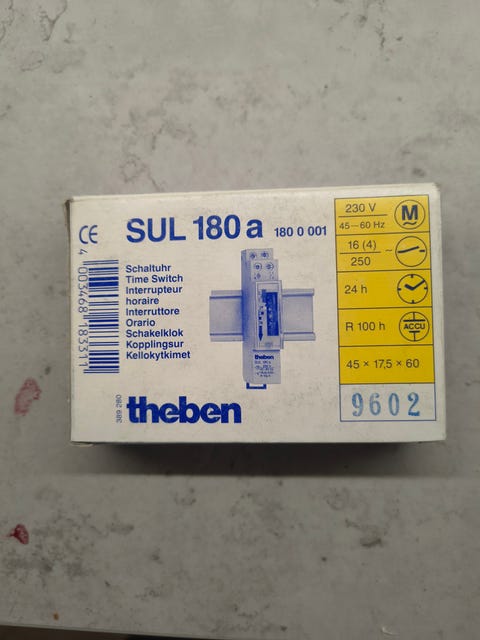 CE
SUL 180 a 180 0 001
Schaltuhr
Time Switch
Interrupteur
horaire
Interruttore
Orario
Schakelklok
Kopplingsur
Kellokytkimet
theben
389 280
4 003468 183311
theben
230 V
45—60 Hz
M
16 (4)
250
~
24 h
R 100 h
ACCU
45 × 17,5 × 60
9602